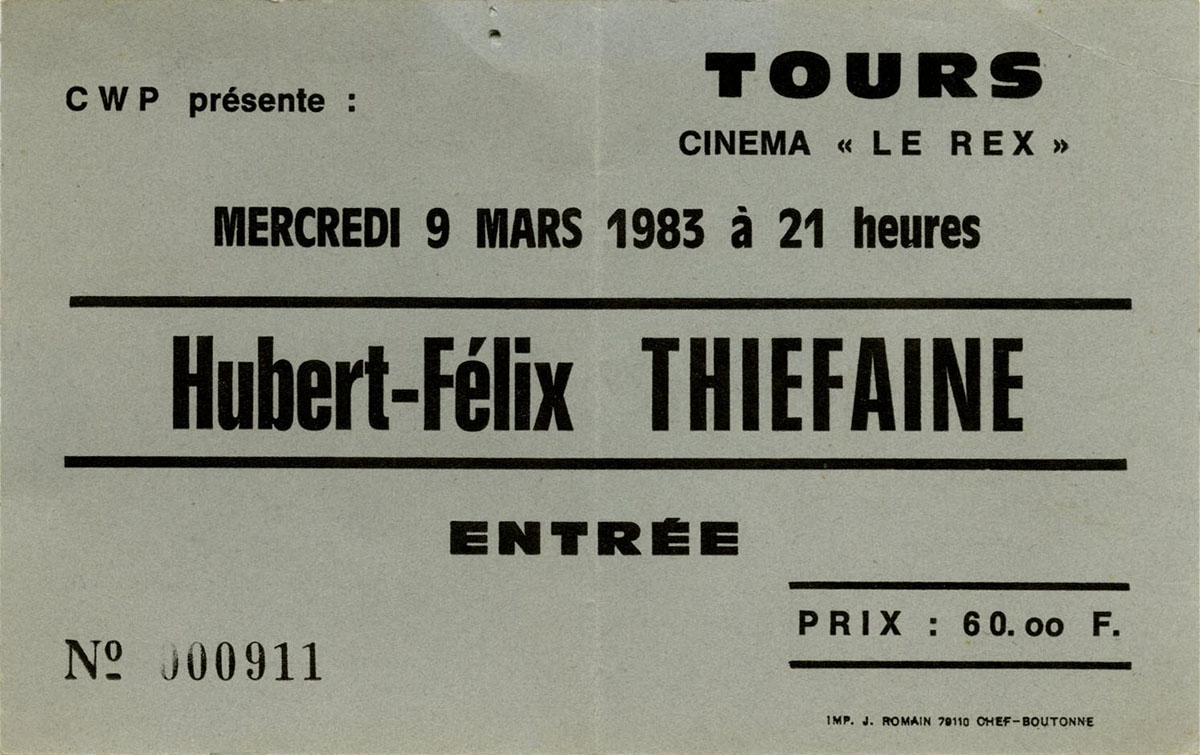 CWP présente :
TOURS
CINEMA « LE REX »
MERCREDI 9 MARS 1983 à 21 heures
Hubert-Félix THIEFAINE
ENTRÉE
PRIX : 60.00 F.
Nº 000911
IMP. J. ROMAIN 79110 CHEF-BOUTONNE